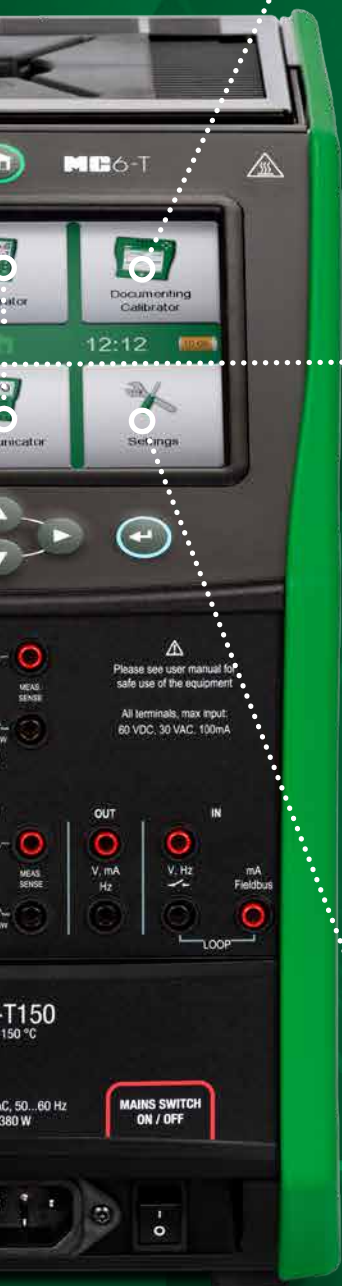 MC6-T
Documenting
Calibrator
12:12
Settings
Please see user manual for
safe use of the equipment
All terminals, max input:
60 VDC, 30 VAC, 100mA
MEAS.
SENSE
OUT
IN
V, mA
Hz
V, Hz
mA
Fieldbus
MEAS.
SENSE
LOOP
-T150
150 °C
AC, 50...60 Hz
380 W
MAINS SWITCH
ON / OFF
I
O